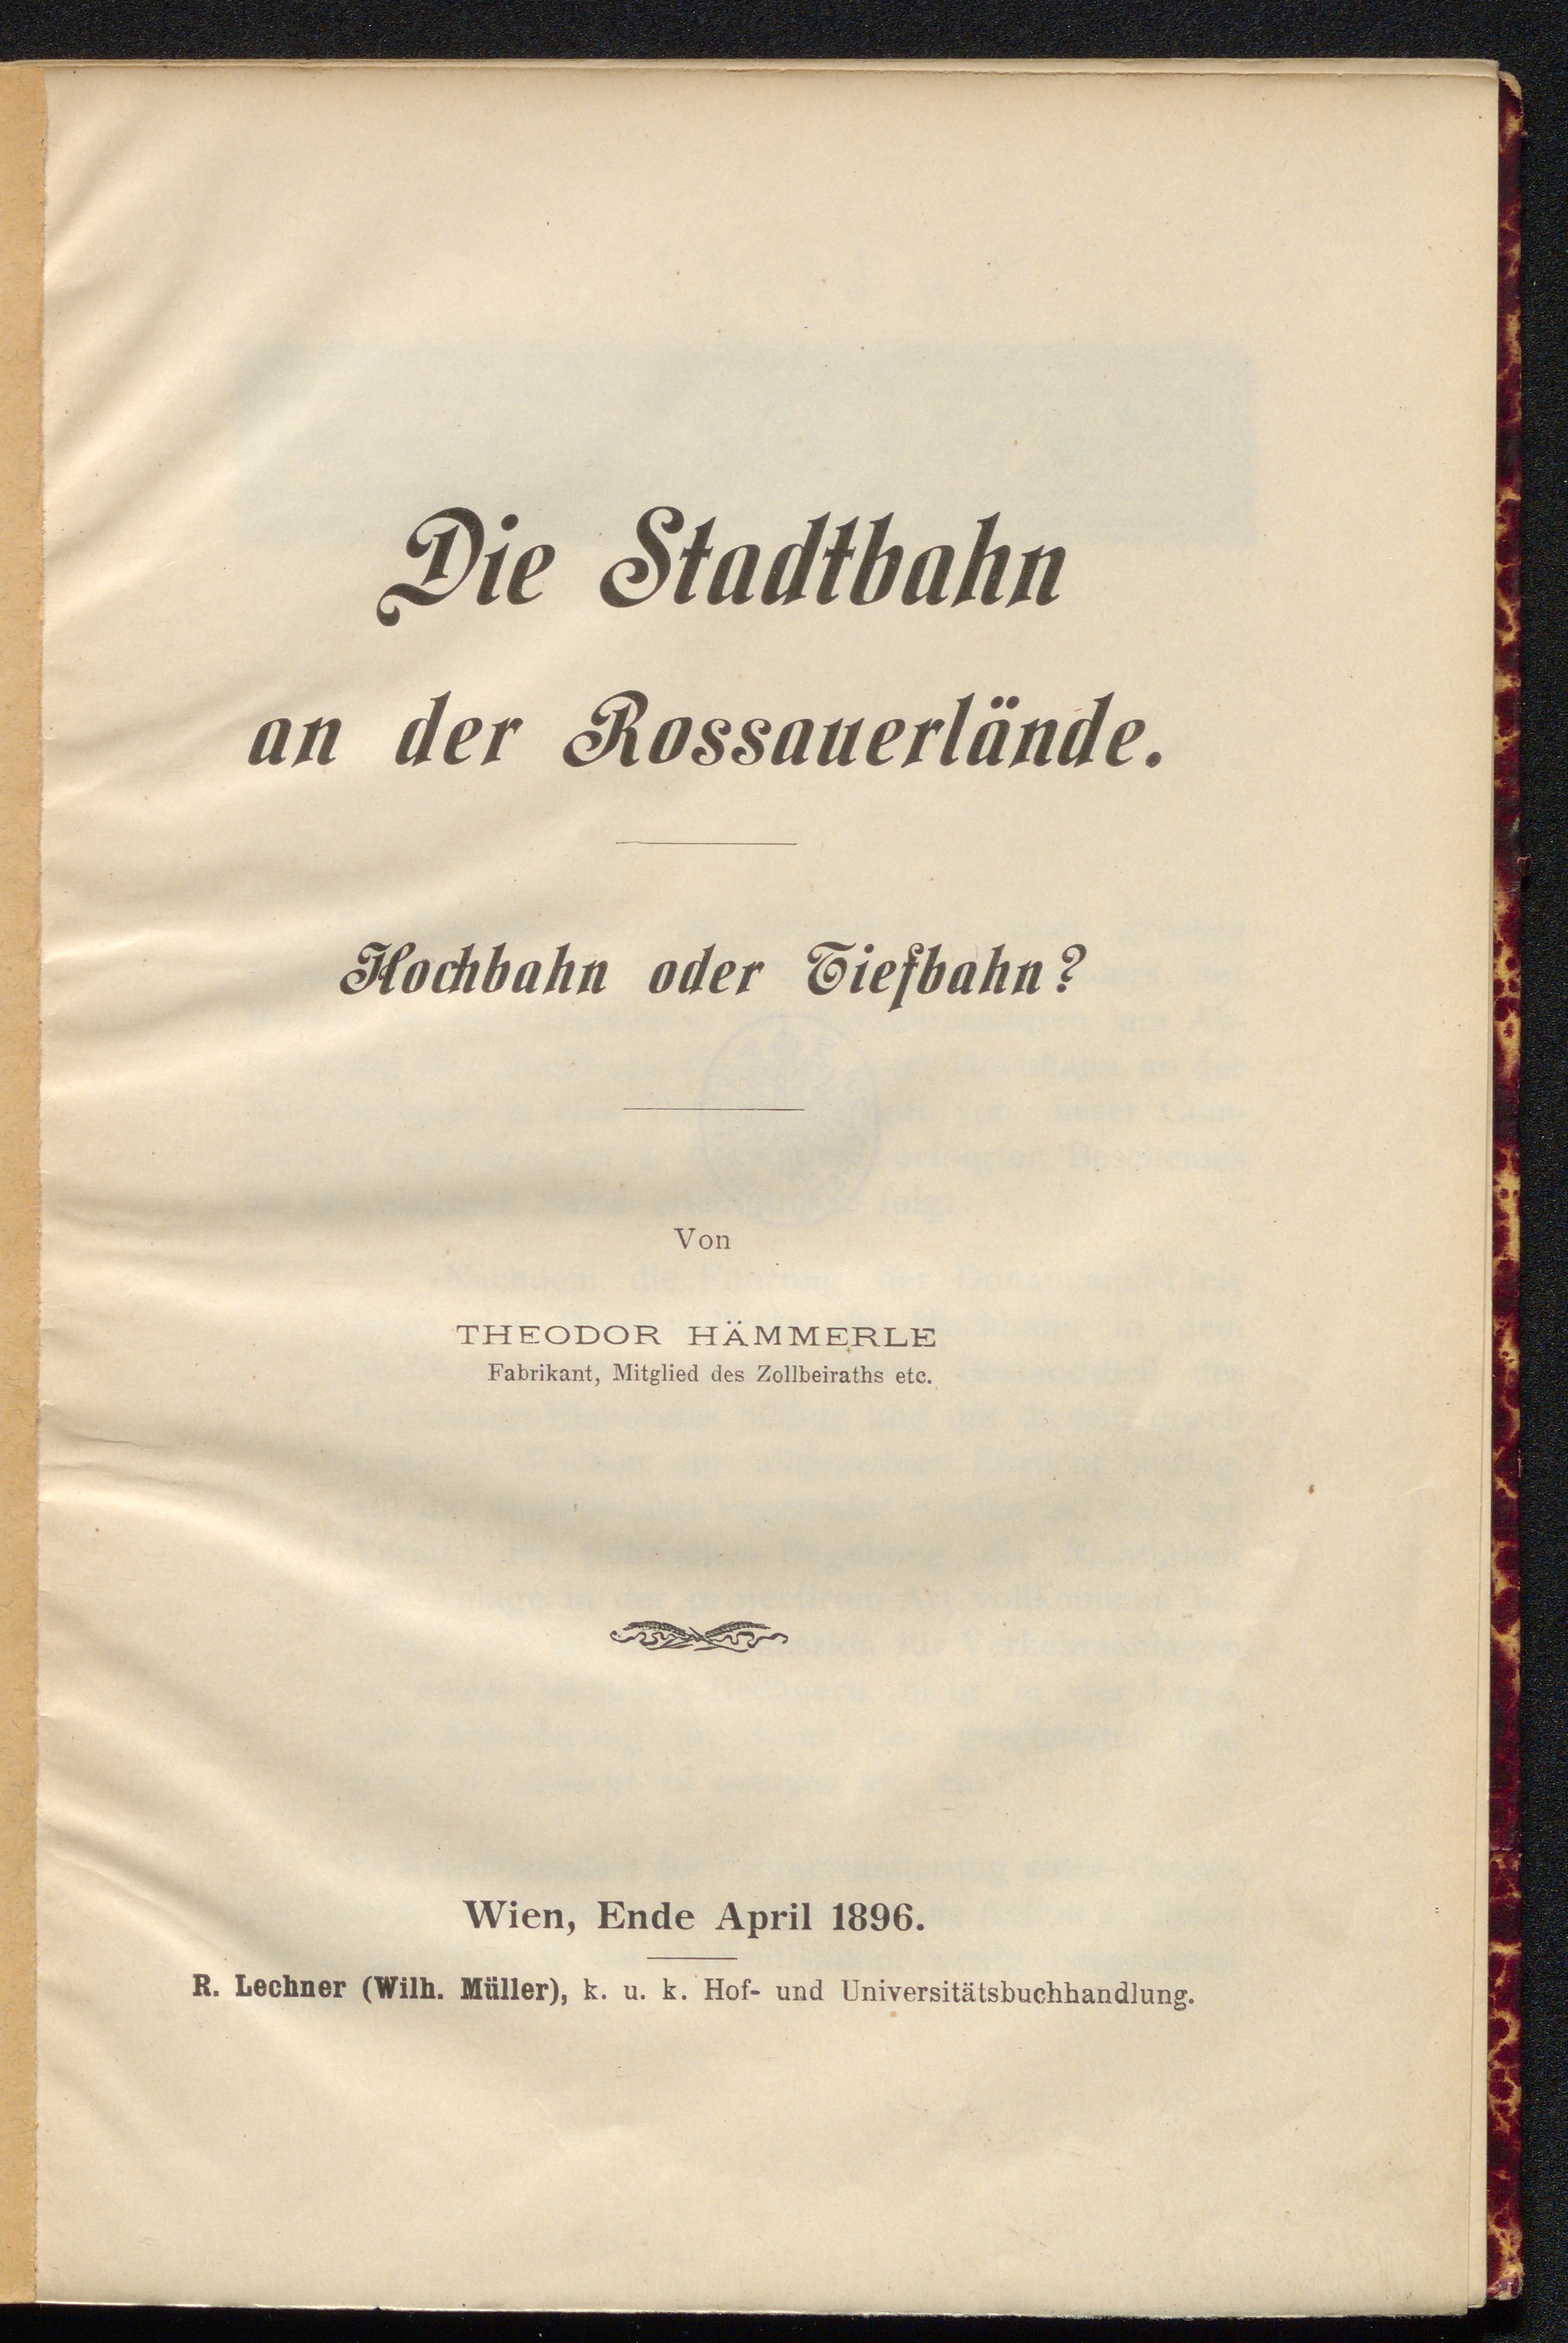 Die Stadtbahn
an der Rossauerlände.
Hochbahn oder Tiefbahn?
Von
THEODOR HÄMMERLE
Fabrikant, Mitglied des Zollbeiraths etc.
Wien, Ende April 1896.
R. Lechner (Wilh. Müller), k. u. k. Hof- und Universitätsbuchhandlung.